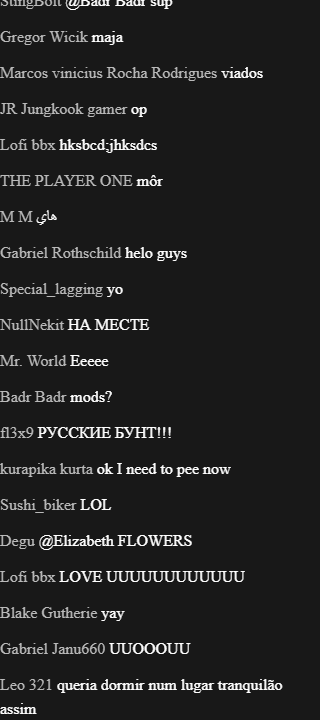 StingBolt @Badr Badr sup
Gregor Wicik maja
Marcos vinicius Rocha Rodrigues viados
JR Jungkook gamer op
Lofi bbx hksbcd;jhksdcs
THE PLAYER ONE môr
M M هاي
Gabriel Rothschild helo guys
Special_lagging yo
NullNekit НА МЕСТЕ
Mr. World Eeeee
Badr Badr mods?
fl3x9 РУССКИЕ БУНТ!!!
kurapika kurta ok I need to pee now
Sushi_biker LOL
Degu @Elizabeth FLOWERS
Lofi bbx LOVE UUUUUUUUUUUU
Blake Gutherie yay
Gabriel Janu660 UUOOOUU
Leo 321 queria dormir num lugar tranquilão
assim